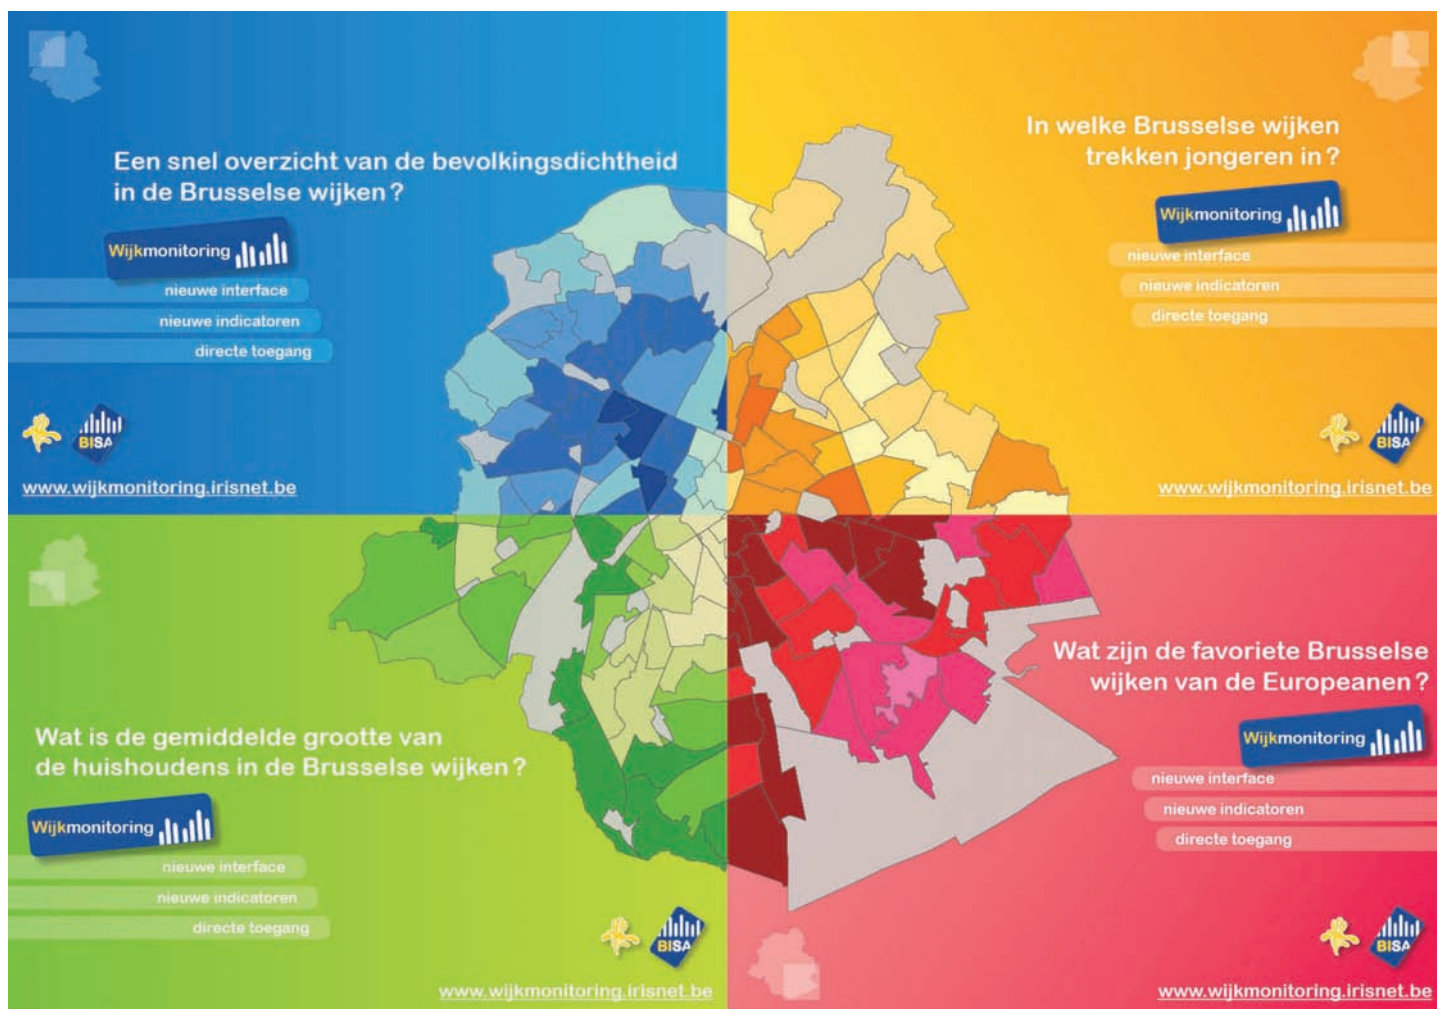 Een snel overzicht van de bevolkingsdichtheid
in de Brusselse wijken ?
Wijkmonitoring
nieuwe interface
nieuwe indicatoren
directe toegang
BISA
www.wijkmonitoring.irisnet.be
In welke Brusselse wijken
trekken jongeren in ?
Wijkmonitoring
nieuwe interface
nieuwe indicatoren
directe toegang
BISA
www.wijkmonitoring.irisnet.be
Wat is de gemiddelde grootte van
de huishoudens in de Brusselse wijken ?
Wijkmonitoring
nieuwe interface
nieuwe indicatoren
directe toegang
BISA
www.wijkmonitoring.irisnet.be
Wat zijn de favoriete Brusselse
wijken van de Europeanen ?
Wijkmonitoring
nieuwe interface
nieuwe indicatoren
directe toegang
BISA
www.wijkmonitoring.irisnet.be